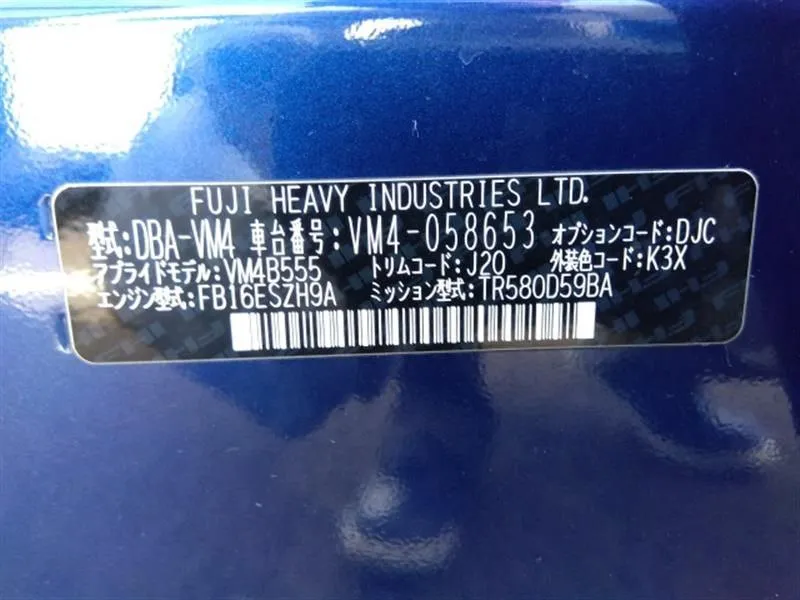 FUJI HEAVY INDUSTRIES LTD.
型式:DBA-VM4 車台番号:VM4-058653 オプションコード:DJC
アプライドモデル:VM4B555 トリムコード:J20 外装色コード:K3X
エンジン型式:FB16ESZH9A ミッション型式:TR580D59BA